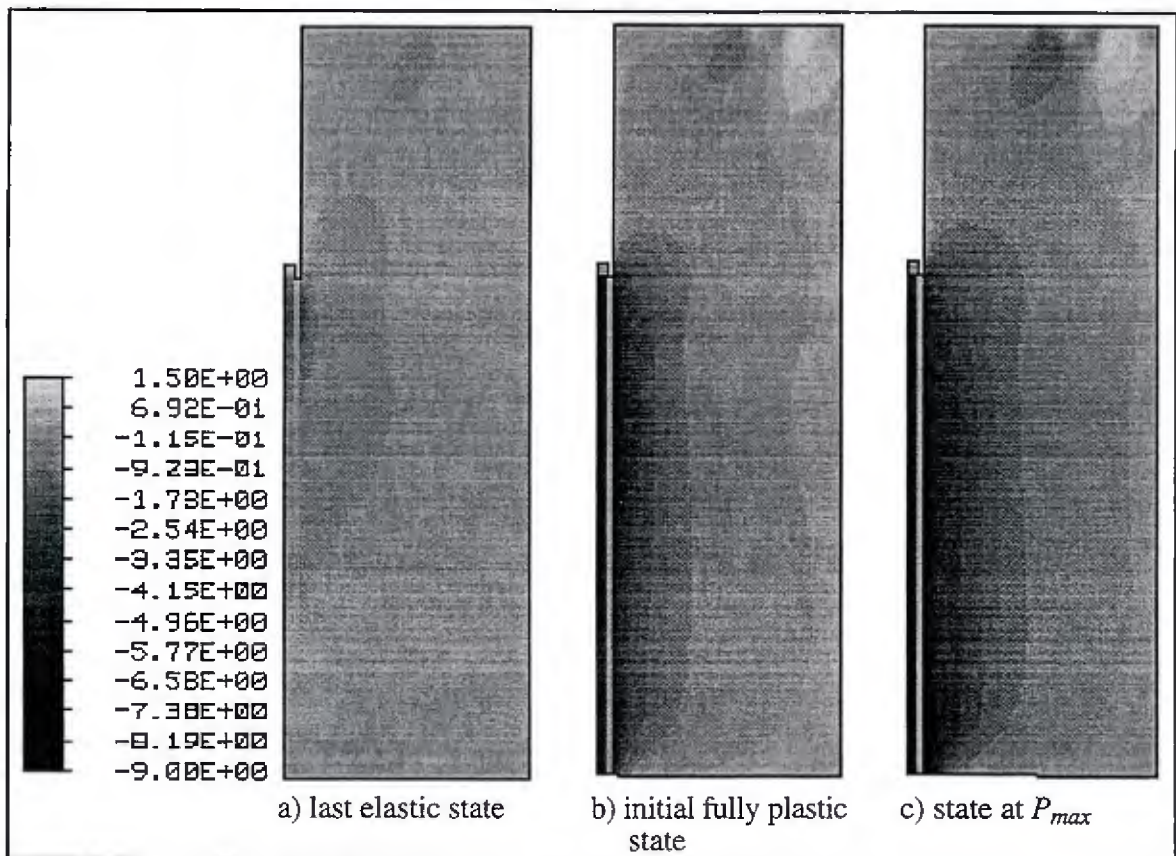 1.50E+00
6.92E-01
-1.15E-01
-9.23E-01
-1.73E+00
-2.54E+00
-3.35E+00
-4.15E+00
-4.96E+00
-5.77E+00
-6.58E+00
-7.38E+00
-8.19E+00
-9.00E+00
a) last elastic state
b) initial fully plastic
state
c) state at Pmax